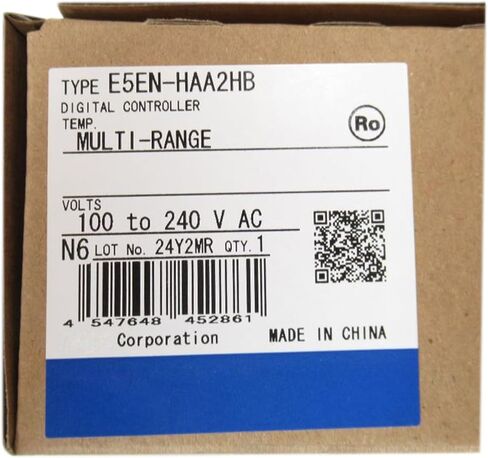 TYPE E5EN-HAA2HB
DIGITAL CONTROLLER
TEMP.
MULTI-RANGE
Ro
VOLTS
100 to 240 V AC
N6 LOT No. 24Y2MR QTY. 1
4 547648 452861
Corporation MADE IN CHINA